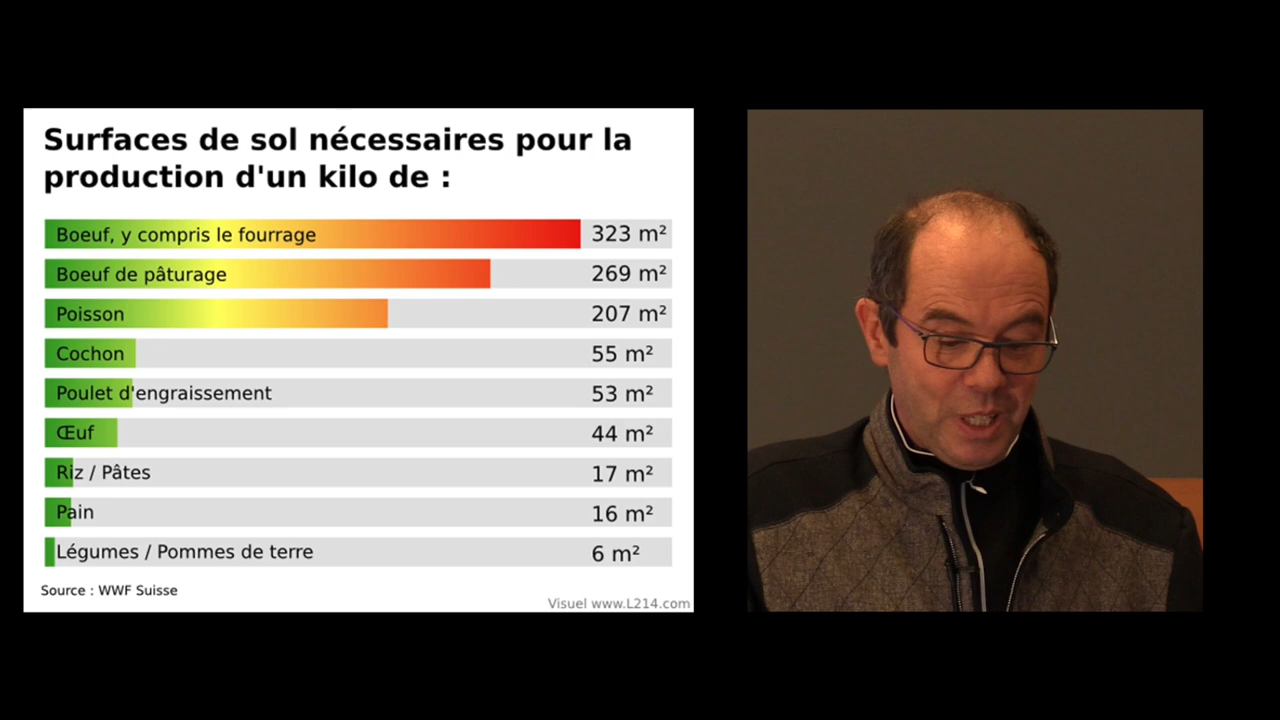 Surfaces de sol nécessaires pour la
production d'un kilo de :
Boeuf, y compris le fourrage 323 m²
Boeuf de pâturage 269 m²
Poisson 207 m²
Cochon 55 m²
Poulet d'engraissement 53 m²
Œuf 44 m²
Riz / Pâtes 17 m²
Pain 16 m²
Légumes / Pommes de terre 6 m²
Source : WWF Suisse
Visuel www.L214.com